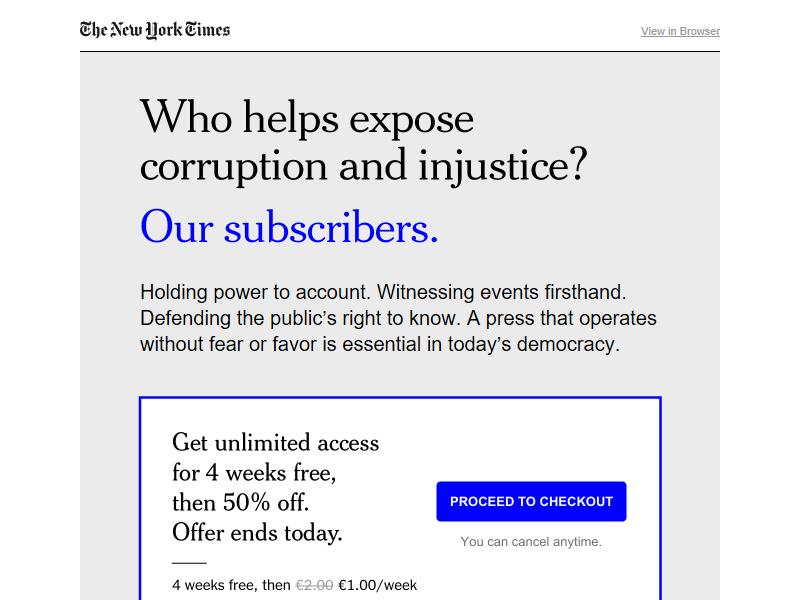 The New York Times
View in Browser
Who helps expose
corruption and injustice?
Our subscribers.
Holding power to account. Witnessing events firsthand.
Defending the public’s right to know. A press that operates
without fear or favor is essential in today’s democracy.
Get unlimited access
for 4 weeks free,
then 50% off.
Offer ends today.
PROCEED TO CHECKOUT
You can cancel anytime.
4 weeks free, then €2.00 €1.00/week